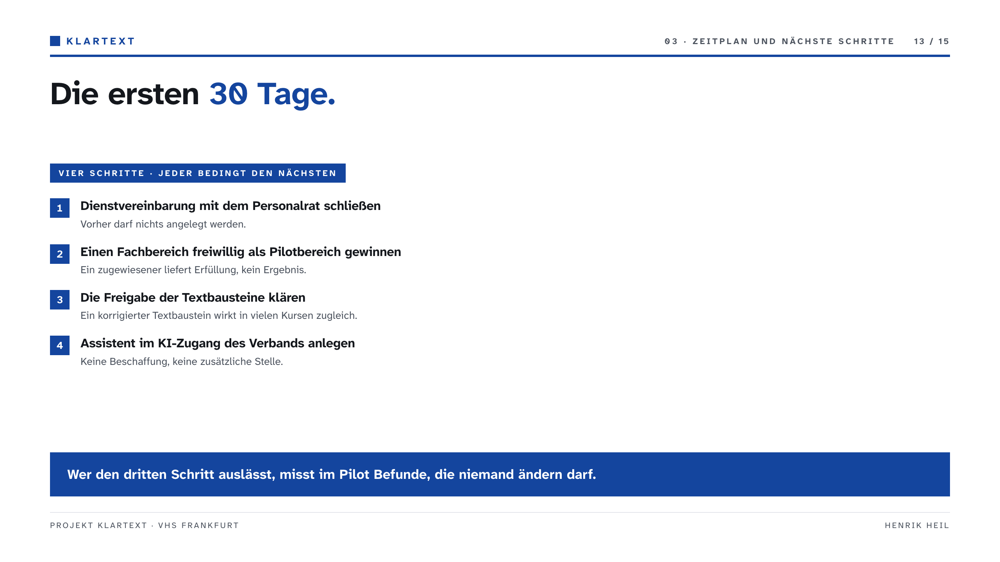 KLARTEXT
03 · ZEITPLAN UND NÄCHSTE SCHRITTE 13 / 15
Die ersten 30 Tage.
VIER SCHRITTE · JEDER BEDINGT DEN NÄCHSTEN
1 Dienstvereinbarung mit dem Personalrat schließen
Vorher darf nichts angelegt werden.
2 Einen Fachbereich freiwillig als Pilotbereich gewinnen
Ein zugewiesener liefert Erfüllung, kein Ergebnis.
3 Die Freigabe der Textbausteine klären
Ein korrigierter Textbaustein wirkt in vielen Kursen zugleich.
4 Assistent im KI-Zugang des Verbands anlegen
Keine Beschaffung, keine zusätzliche Stelle.
Wer den dritten Schritt auslässt, misst im Pilot Befunde, die niemand ändern darf.
PROJEKT KLARTEXT · VHS FRANKFURT
HENRIK HEIL